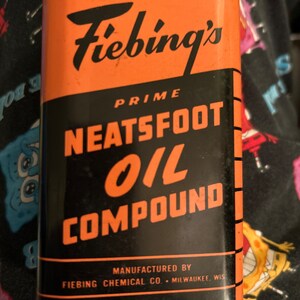 Fiebing's
PRIME
NEATSFOOT
OIL
COMPOUND
MANUFACTURED BY
FIEBING CHEMICAL CO. • MILWAUKEE, WIS.